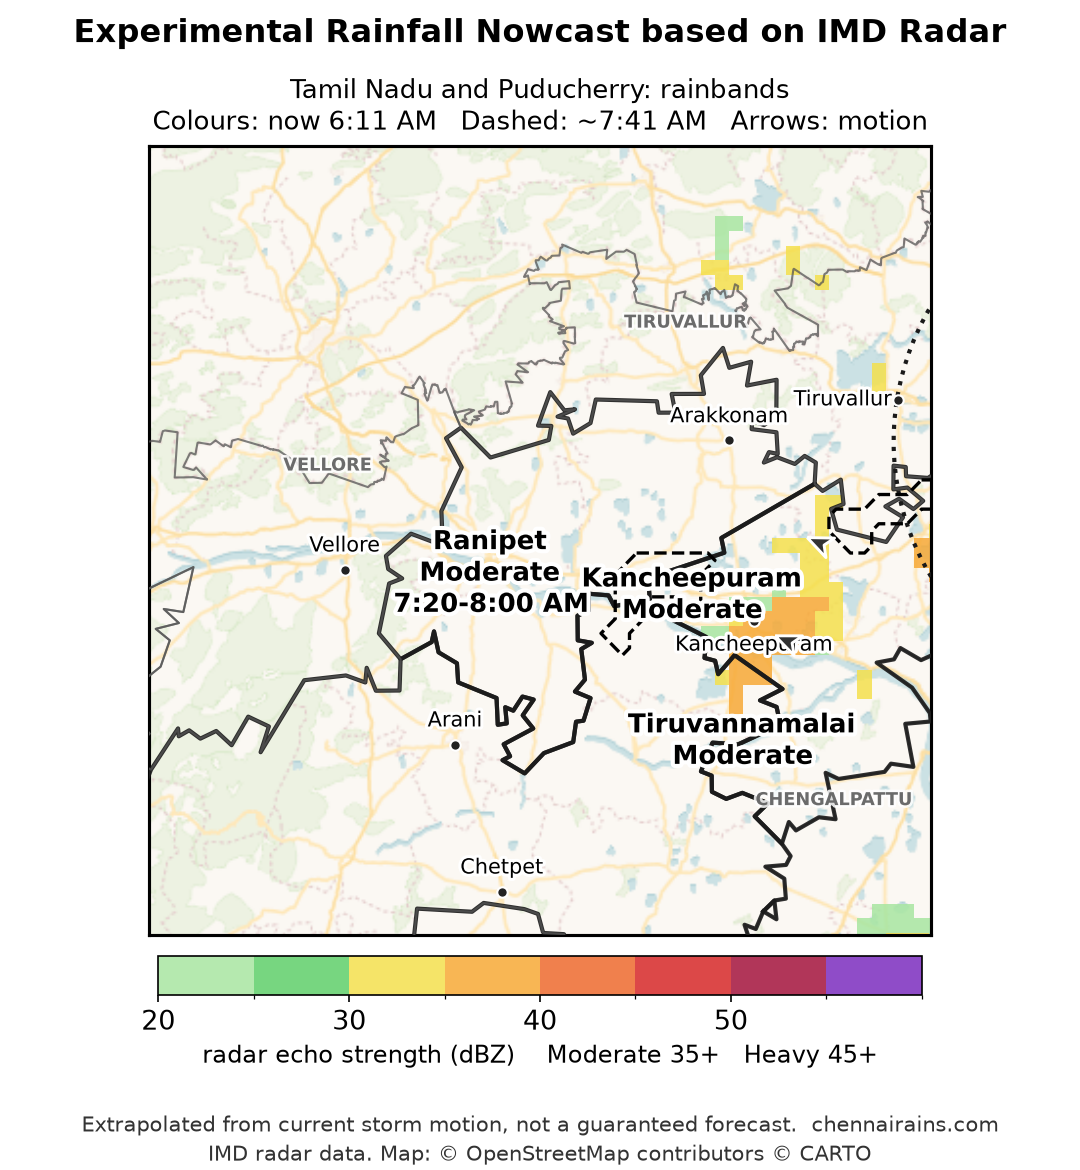 Experimental Rainfall Nowcast based on IMD Radar
Tamil Nadu and Puducherry: rainbands
Colours: now 6:11 AM   Dashed: ~7:41 AM   Arrows: motion
TIRUVALLUR
Tiruvallur
Arakkonam
VELLORE
Vellore
Ranipet
Moderate
7:20-8:00 AM
Kancheepuram
Moderate
Kancheepuram
Arani
Tiruvannamalai
Moderate
CHENGALPATTU
Chetpet
20 30 40 50
radar echo strength (dBZ)    Moderate 35+   Heavy 45+
Extrapolated from current storm motion, not a guaranteed forecast.  chennairains.com
IMD radar data. Map: © OpenStreetMap contributors © CARTO